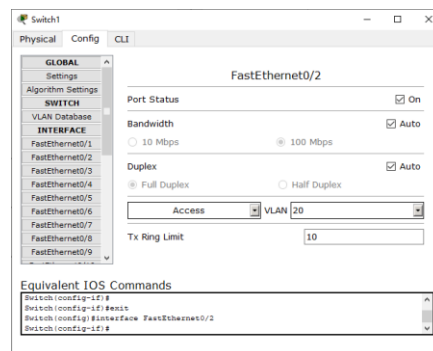 Switch1
Physical Config CLI
GLOBAL
Settings
Algorithm Settings
SWITCH
VLAN Database
INTERFACE
FastEthernet0/1
FastEthernet0/2
FastEthernet0/3
FastEthernet0/4
FastEthernet0/5
FastEthernet0/6
FastEthernet0/7
FastEthernet0/8
FastEthernet0/9
FastEthernet0/2
Port Status On
Bandwidth Auto
10 Mbps 100 Mbps
Duplex Auto
Full Duplex Half Duplex
Access VLAN 20
Tx Ring Limit 10
Equivalent IOS Commands
Switch(config-if)#
Switch(config-if)#exit
Switch(config)#interface FastEthernet0/2
Switch(config-if)#